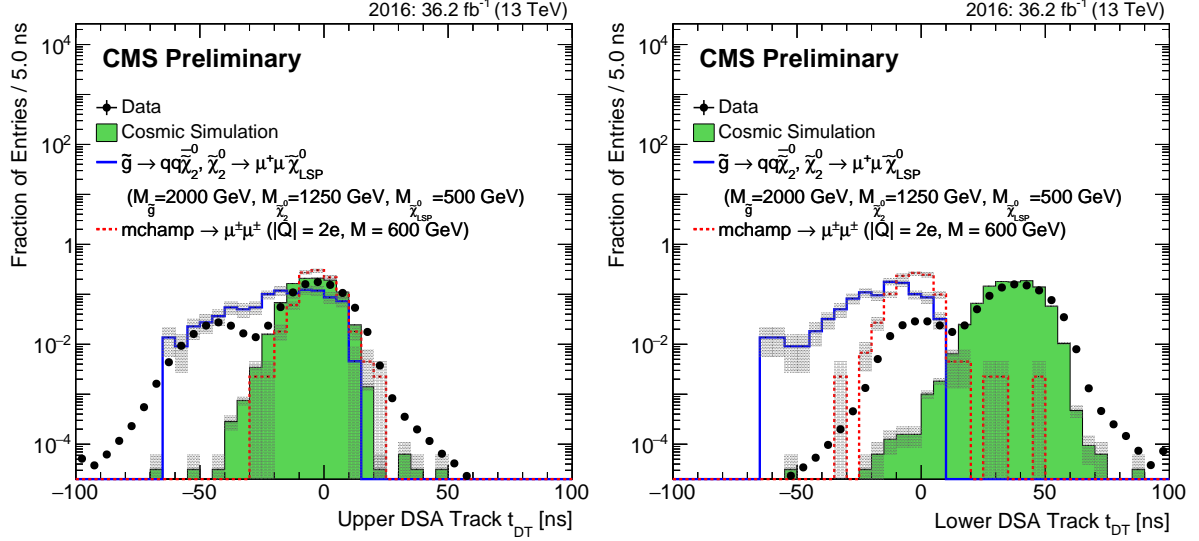 2016: 36.2 fb⁻¹ (13 TeV)
CMS Preliminary
Data
Cosmic Simulation
g̃ → qqχ̃₂⁰, χ̃₂⁰ → μ⁺μ⁻χ̃⁰_LSP
(M_g̃=2000 GeV, M_χ̃₂⁰=1250 GeV, M_χ̃⁰_LSP=500 GeV)
mchamp → μ±μ± (|Q| = 2e, M = 600 GeV)
Fraction of Entries / 5.0 ns
10⁴
10²
1
10⁻²
10⁻⁴
−100 −50 0 50 100
Upper DSA Track t_DT [ns]
2016: 36.2 fb⁻¹ (13 TeV)
CMS Preliminary
Data
Cosmic Simulation
g̃ → qqχ̃₂⁰, χ̃₂⁰ → μ⁺μ⁻χ̃⁰_LSP
(M_g̃=2000 GeV, M_χ̃₂⁰=1250 GeV, M_χ̃⁰_LSP=500 GeV)
mchamp → μ±μ± (|Q| = 2e, M = 600 GeV)
Fraction of Entries / 5.0 ns
10⁴
10²
1
10⁻²
10⁻⁴
−100 −50 0 50 100
Lower DSA Track t_DT [ns]